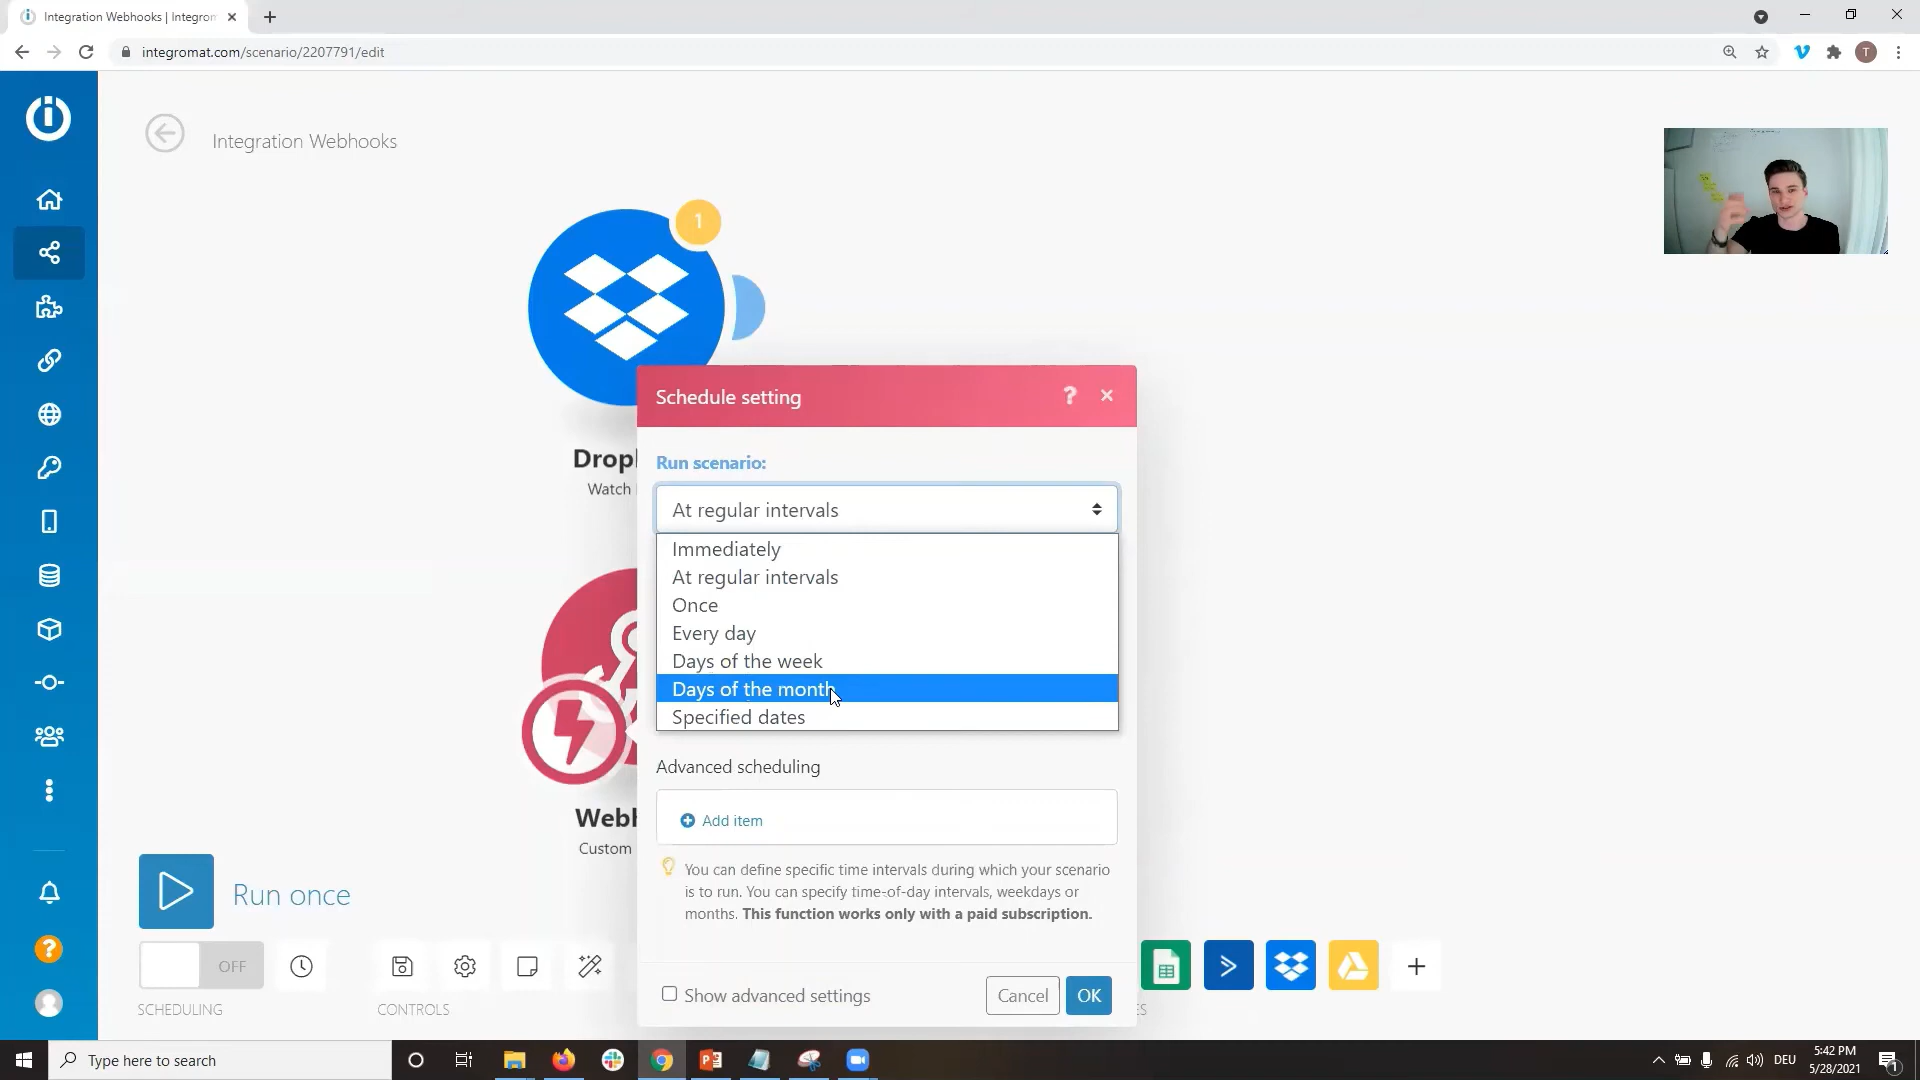 Integration Webhooks | Integrom
integromat.com/scenario/2207791/edit
T
Integration Webhooks
1
Schedule setting
Run scenario:
At regular intervals
Immediately
At regular intervals
Once
Every day
Days of the week
Days of the month
Specified dates
Watch
Custom
Advanced scheduling
Add item
You can define specific time intervals during which your scenario
is to run. You can specify time-of-day intervals, weekdays or
months. This function works only with a paid subscription.
Run once
OFF
SCHEDULING
CONTROLS
Show advanced settings
Cancel
OK
Type here to search
DEU
5:42 PM
5/28/2021
1